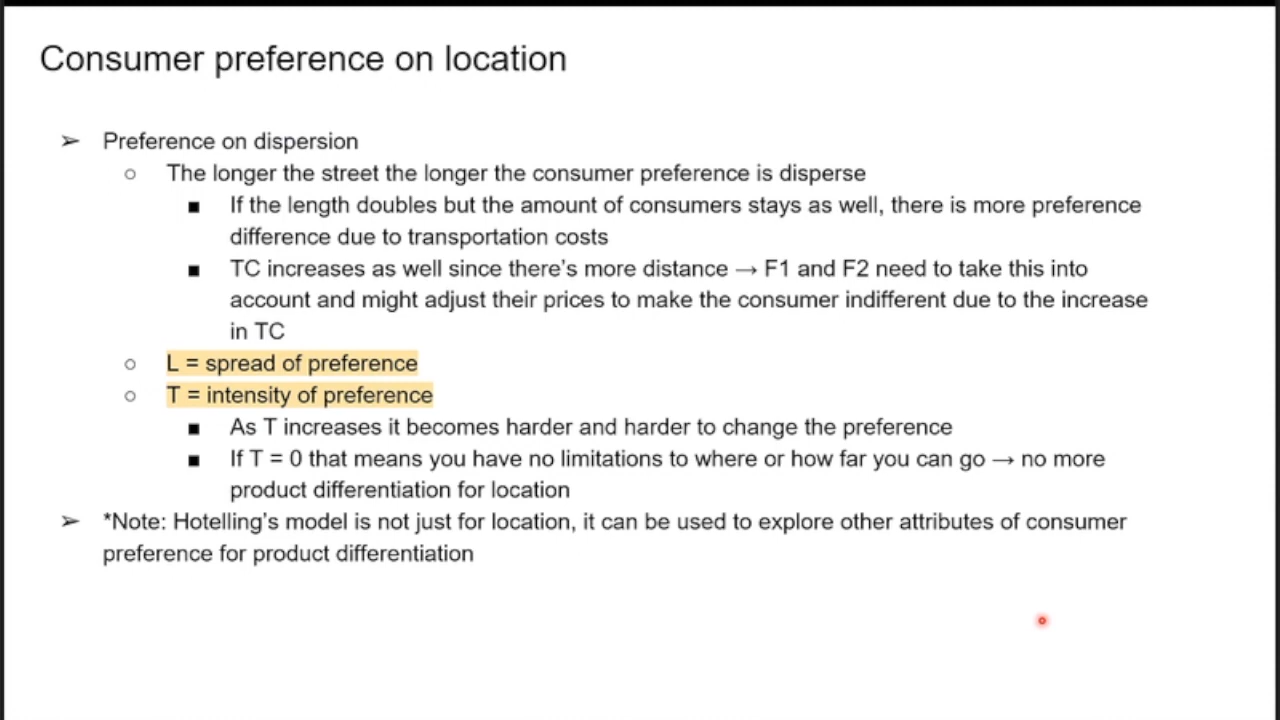 Consumer preference on location
➢ Preference on dispersion
○ The longer the street the longer the consumer preference is disperse
■ If the length doubles but the amount of consumers stays as well, there is more preference
difference due to transportation costs
■ TC increases as well since there's more distance → F1 and F2 need to take this into
account and might adjust their prices to make the consumer indifferent due to the increase
in TC
○ L = spread of preference
○ T = intensity of preference
■ As T increases it becomes harder and harder to change the preference
■ If T = 0 that means you have no limitations to where or how far you can go → no more
product differentiation for location
➢ *Note: Hotelling's model is not just for location, it can be used to explore other attributes of consumer
preference for product differentiation